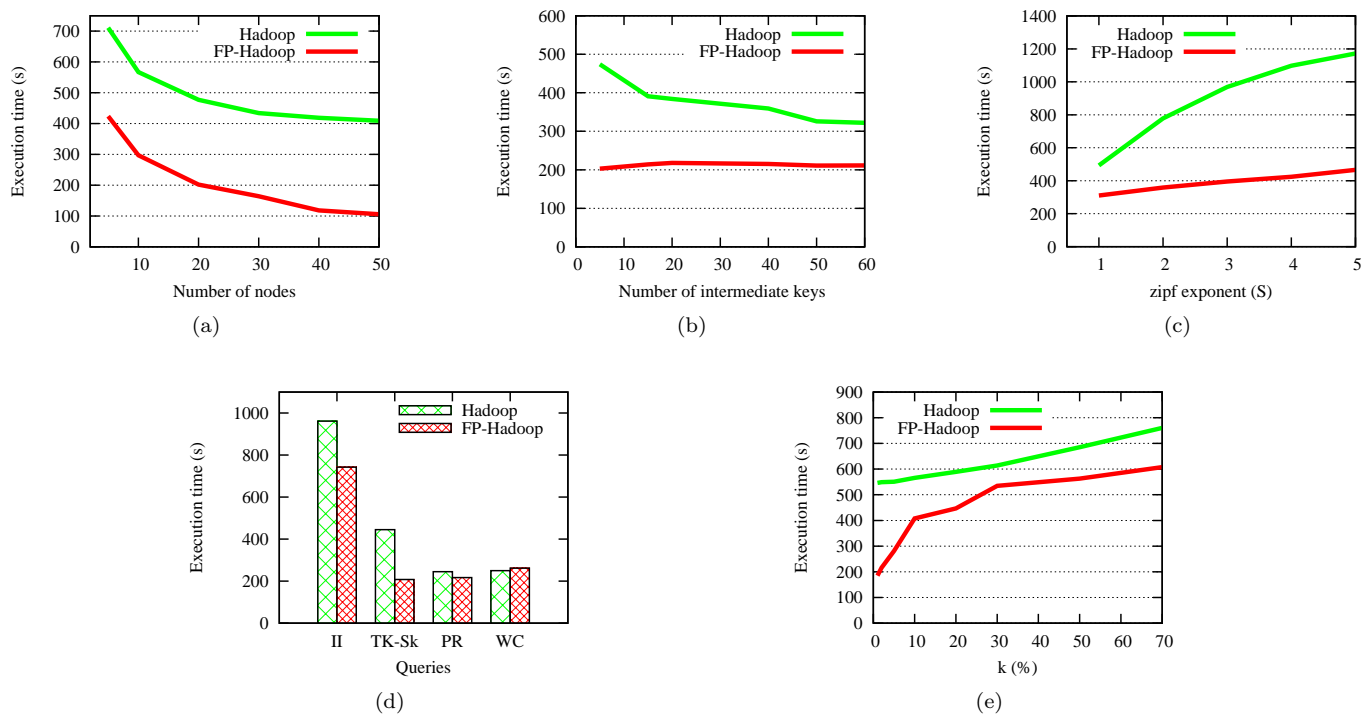 700
600
500
400
300
200
100
0
Execution time (s)
Hadoop
FP-Hadoop
10 20 30 40 50
Number of nodes
(a)
600
500
400
300
200
100
0
Execution time (s)
Hadoop
FP-Hadoop
0 10 20 30 40 50 60
Number of intermediate keys
(b)
1400
1200
1000
800
600
400
200
0
Execution time (s)
Hadoop
FP-Hadoop
1 2 3 4 5
zipf exponent (S)
(c)
1000
800
600
400
200
0
Execution time (s)
Hadoop
FP-Hadoop
II TK-Sk PR WC
Queries
(d)
900
800
700
600
500
400
300
200
100
0
Execution time (s)
Hadoop
FP-Hadoop
0 10 20 30 40 50 60 70
k (%)
(e)